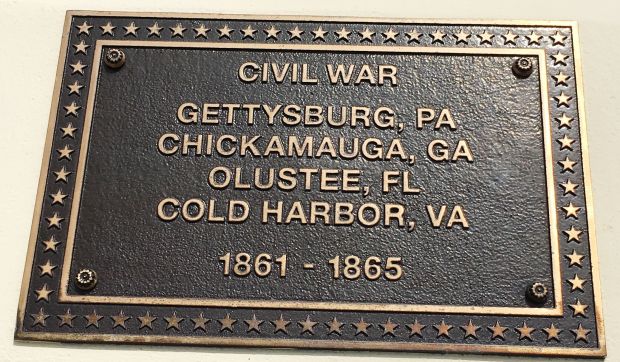 CIVIL WAR
GETTYSBURG, PA
CHICKAMAUGA, GA
OLUSTEE, FL
COLD HARBOR, VA
1861 - 1865